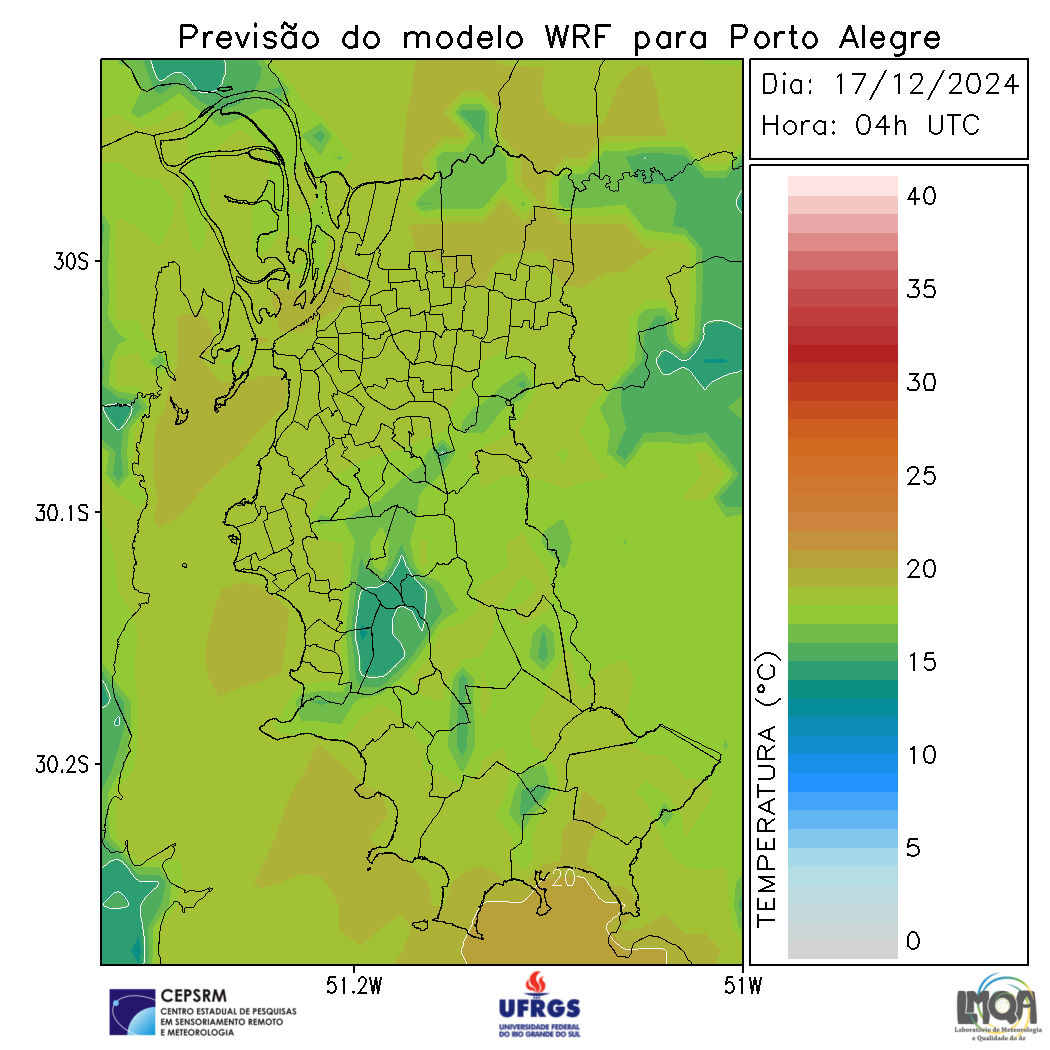 Previsão do modelo WRF para Porto Alegre
Dia: 17/12/2024
Hora: 04h UTC
30S
30.1S
30.2S
51.2W
51W
20
TEMPERATURA (°C)
40
35
30
25
20
15
10
5
0
CEPSRM
CENTRO ESTADUAL DE PESQUISAS
EM SENSORIAMENTO REMOTO
E METEOROLOGIA
UFRGS
UNIVERSIDADE FEDERAL
DO RIO GRANDE DO SUL
LMQA
Laboratório de Meteorologia
e Qualidade do Ar